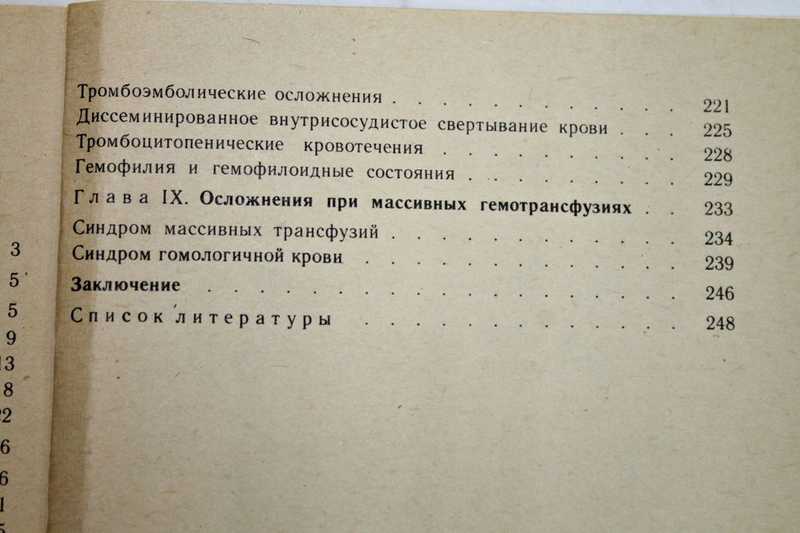 Тромбоэмболические осложнения . . . . . . . . . . . . 221
Диссеминированное внутрисосудистое свертывание крови . . . 225
Тромбоцитопенические кровотечения . . . . . . . . . . 228
Гемофилия и гемофилоидные состояния . . . . . . . . . 229
Глава IX. Осложнения при массивных гемотрансфузиях . . 233
Синдром массивных трансфузий . . . . . . . . . . . . 234
Синдром гомологичной крови . . . . . . . . . . . . . 239
Заключение . . . . . . . . . . . . . . . . . . 246
Список литературы . . . . . . . . . . . . . 248
3
5
5
9
13
8
22
6
6
1